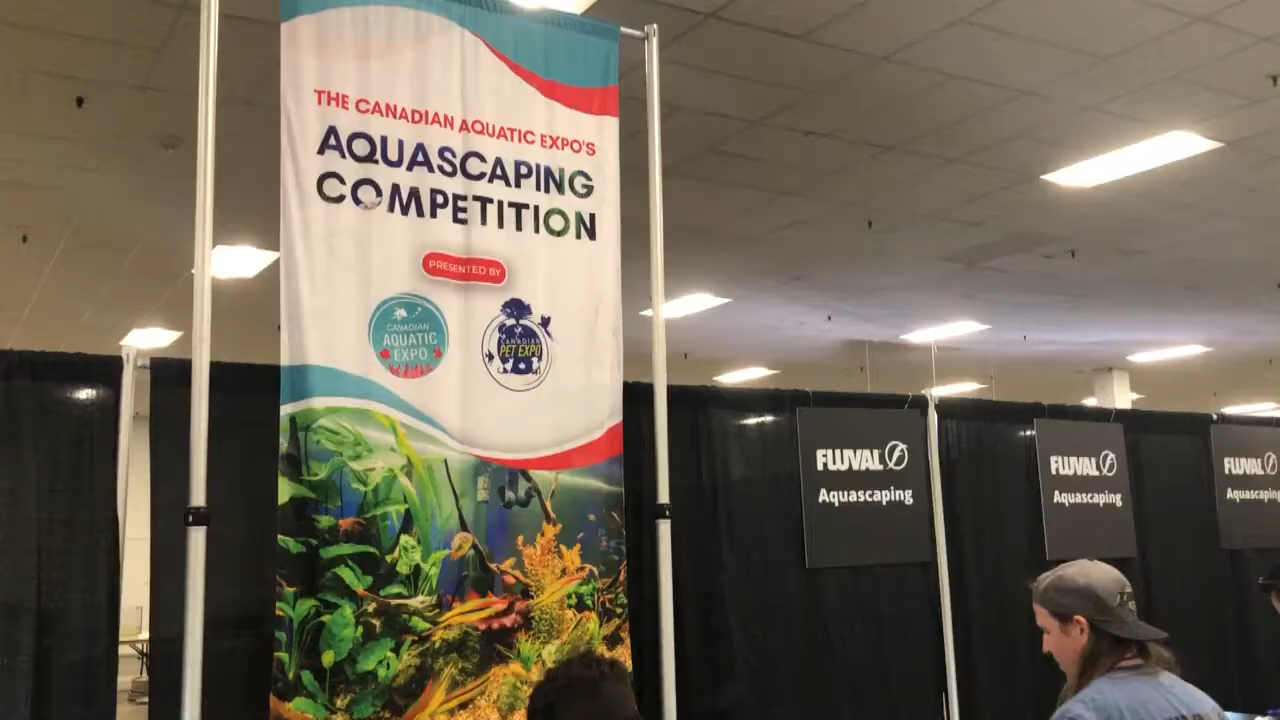 THE CANADIAN AQUATIC EXPO'S
AQUASCAPING
COMPETITION
PRESENTED BY
CANADIAN
AQUATIC
EXPO
CANADIAN
PET EXPO
FLUVAL
Aquascaping
FLUVAL
Aquascaping
FLUVAL
Aquascaping